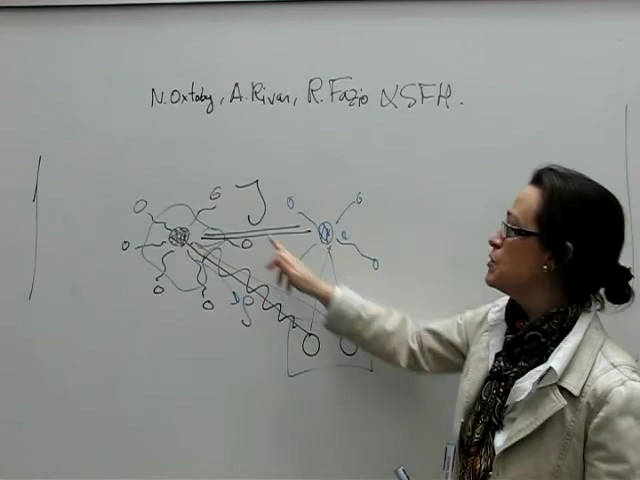 N. Oxtoby, A. Rivas, R. Fazio & SFH.
J